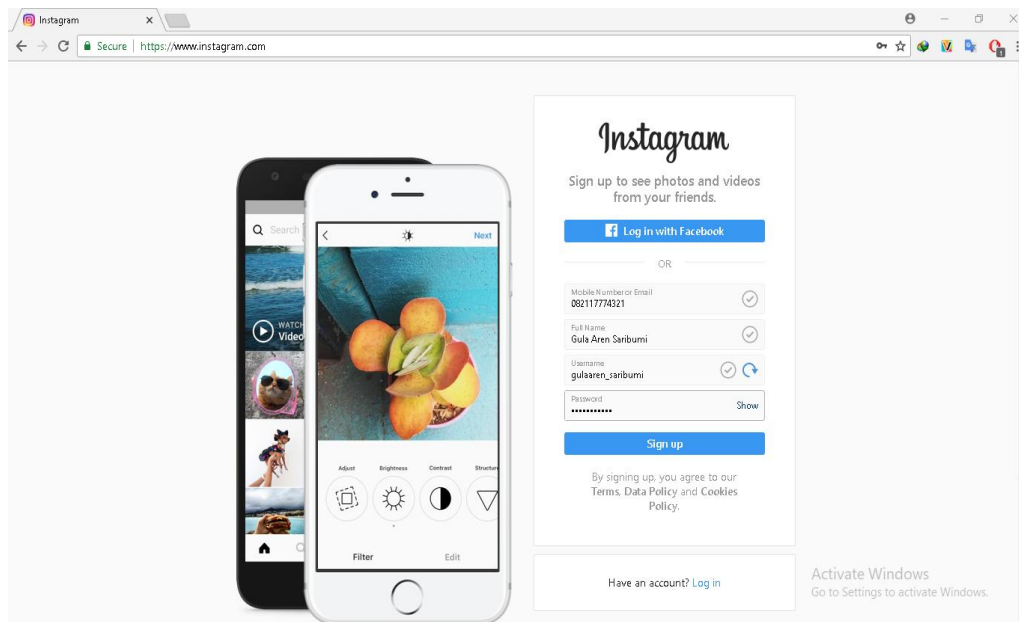 Instagram
Secure https://www.instagram.com
1
Instagram
Sign up to see photos and videos
from your friends.
Log in with Facebook
OR
Mobile Number or Email
082117774321
Full Name
Gula Aren Saribumi
Username
gulaaren_saribumi
Password
•••••••••••
Show
Sign up
By signing up, you agree to our
Terms, Data Policy and Cookies
Policy.
Have an account? Log in
Search
WATCH
Video
Next
Adjust Brightness Contrast Structure
Filter Edit
Activate Windows
Go to Settings to activate Windows.